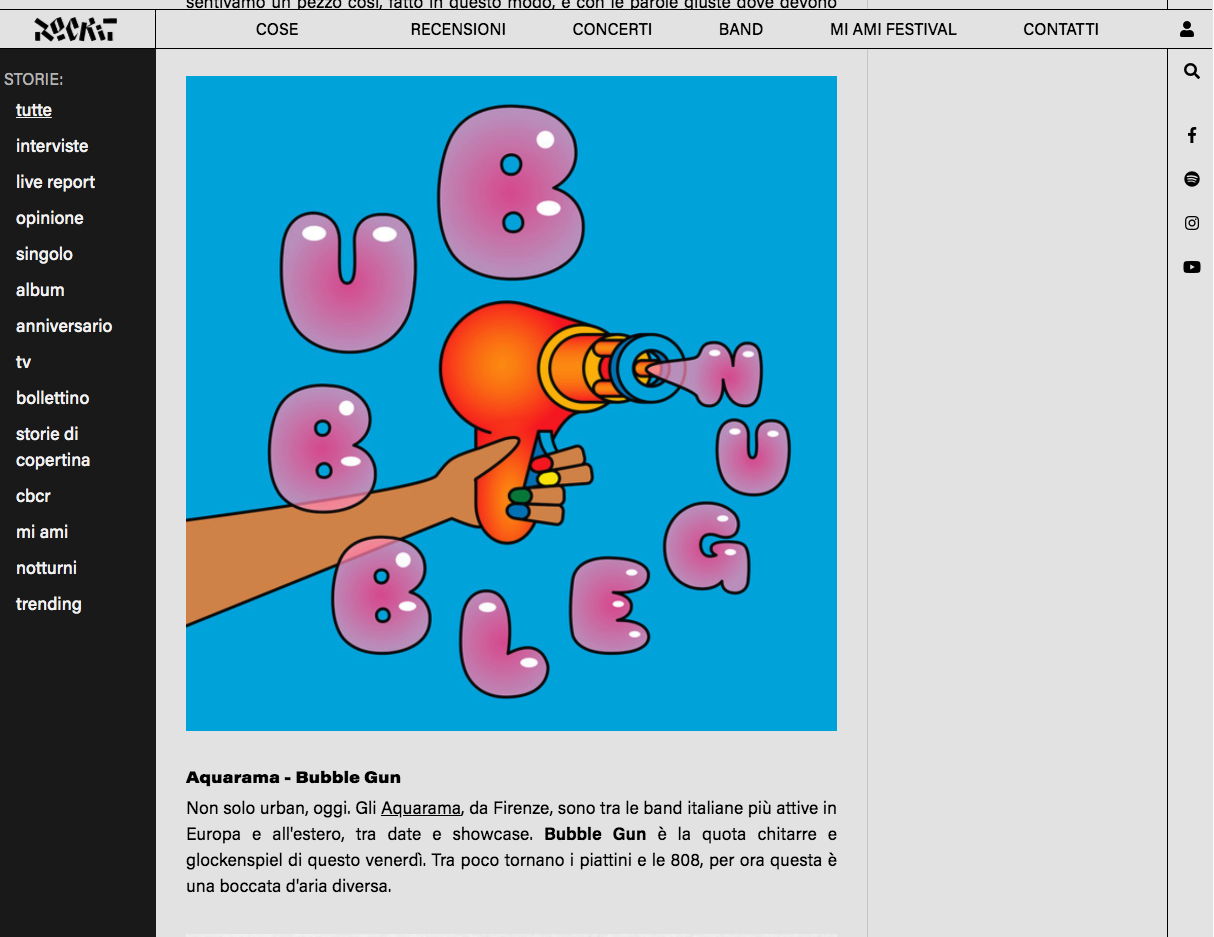 sentivamo un pezzo così, fatto in questo modo, e con le parole giuste dove devono
ROCKIT
COSE
RECENSIONI
CONCERTI
BAND
MI AMI FESTIVAL
CONTATTI
STORIE:
tutte
interviste
live report
opinione
singolo
album
anniversario
tv
bollettino
storie di
copertina
cbcr
mi ami
notturni
trending
BUBBLE GUN
Aquarama - Bubble Gun
Non solo urban, oggi. Gli Aquarama, da Firenze, sono tra le band italiane più attive in
Europa e all'estero, tra date e showcase. Bubble Gun è la quota chitarre e
glockenspiel di questo venerdì. Tra poco tornano i piattini e le 808, per ora questa è
una boccata d'aria diversa.